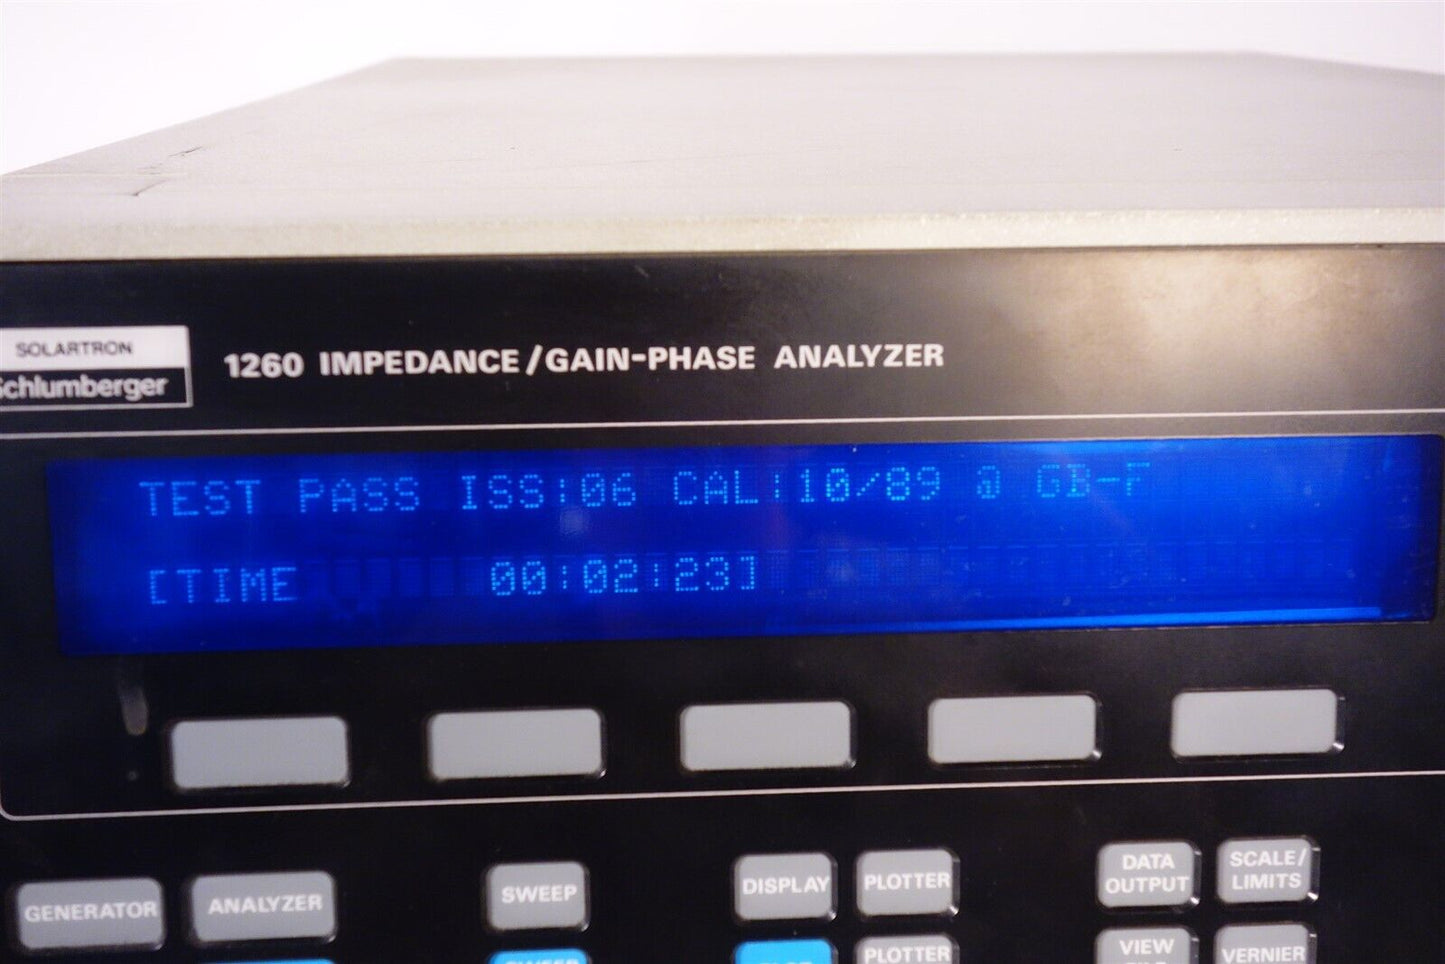 SOLARTRON
Schlumberger
1260 IMPEDANCE/GAIN-PHASE ANALYZER
TEST PASS ISS:06 CAL:10/89 @ GB-F
[TIME 00:02:23]
GENERATOR
ANALYZER
SWEEP
DISPLAY
PLOTTER
DATA
OUTPUT
SCALE/
LIMITS
SWEEP
PLOTTER
VIEW
VERNIER